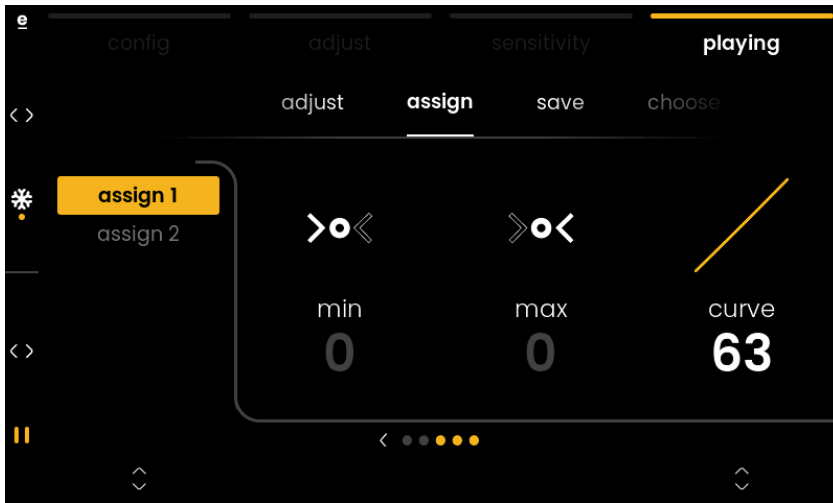 e
config adjust sensitivity playing
adjust assign save choose
assign 1
assign 2
min max curve
0 0 63